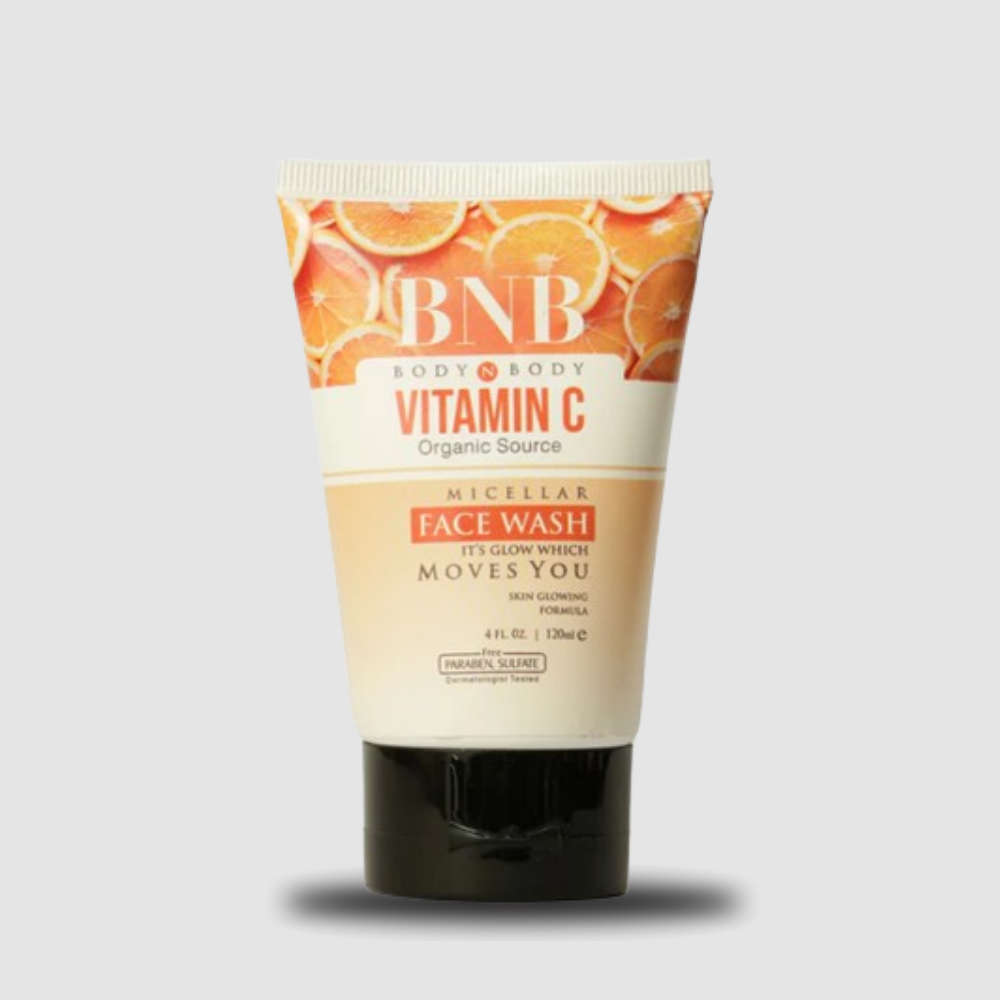 BNB
BODY N BODY
VITAMIN C
Organic Source
MICELLAR
FACE WASH
IT'S GLOW WHICH
MOVES YOU
SKIN GLOWING
FORMULA
4 FL. OZ. | 120ml e
Free
PARABEN, SULFATE
Dermatologist Tested